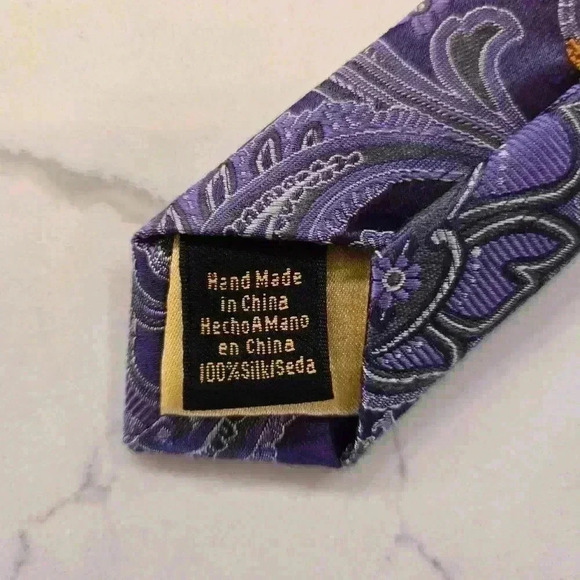 Hand Made
in China
HechoAMano
en China
100%Silk/Seda